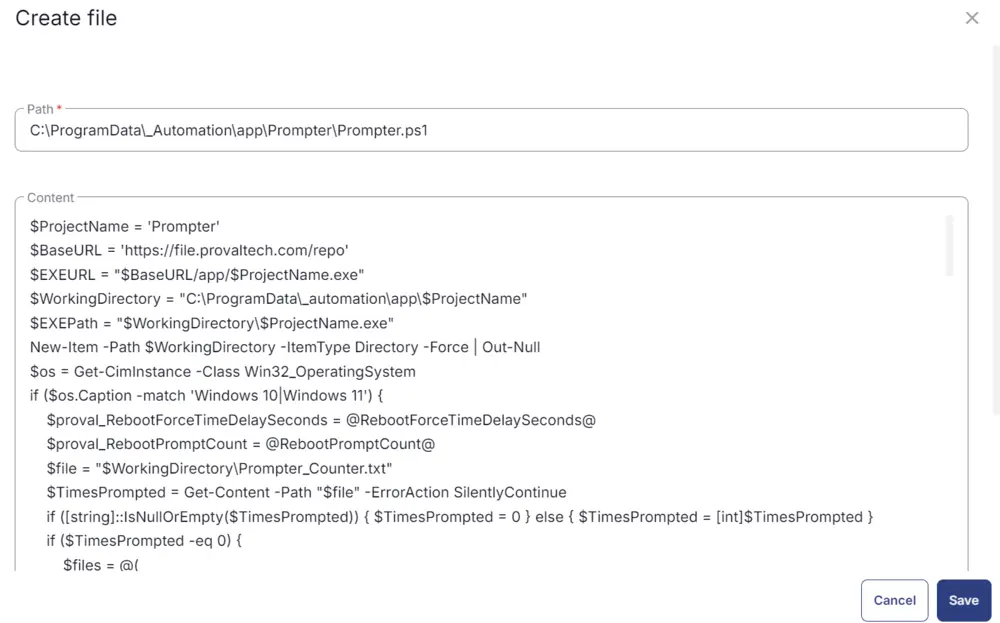 Create file
Path *
C:\ProgramData\_Automation\app\Prompter\Prompter.ps1
Content
$ProjectName = 'Prompter'
$BaseURL = 'https://file.provaltech.com/repo'
$EXEURL = "$BaseURL/app/$ProjectName.exe"
$WorkingDirectory = "C:\ProgramData\_automation\app\$ProjectName"
$EXEPath = "$WorkingDirectory\$ProjectName.exe"
New-Item -Path $WorkingDirectory -ItemType Directory -Force | Out-Null
$os = Get-CimInstance -Class Win32_OperatingSystem
if ($os.Caption -match 'Windows 10|Windows 11') {
$proval_RebootForceTimeDelaySeconds = @RebootForceTimeDelaySeconds@
$proval_RebootPromptCount = @RebootPromptCount@
$file = "$WorkingDirectory\Prompter_Counter.txt"
$TimesPrompted = Get-Content -Path "$file" -ErrorAction SilentlyContinue
if ([string]::IsNullOrEmpty($TimesPrompted)) { $TimesPrompted = 0 } else { $TimesPrompted = [int]$TimesPrompted }
if ($TimesPrompted -eq 0) {
$files = @(
Cancel
Save